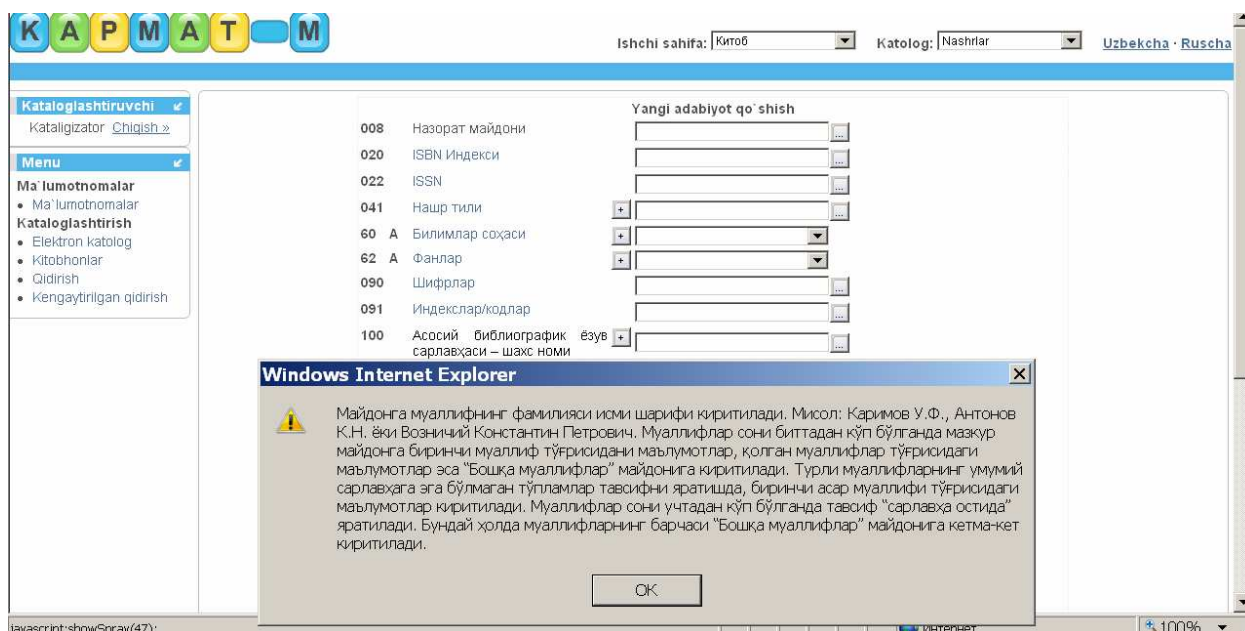 КАРМАТ-М
Ishchi sahifa: Китоб Katolog: Nashrlar Uzbekcha · Ruscha
Kataloglashtiruvchi
Kataligizator Chiqish »
Menu
Ma`lumotnomalar
• Ma`lumotnomalar
Kataloglashtirish
• Elektron katolog
• Kitobhonlar
• Qidirish
• Kengaytirilgan qidirish
Yangi adabiyot qo`shish
008 Назорат майдони ...
020 ISBN Индекси ...
022 ISSN ...
041 Нашр тили + ...
60 A Билимлар соҳаси +
62 A Фанлар +
090 Шифрлар ...
091 Индекслар/кодлар ...
100 Асосий библиографик ёзув + ...
сарлавҳаси – шахс номи
Windows Internet Explorer
Майдонга муаллифнинг фамилияси исми шарифи киритилади. Мисол: Каримов У.Ф., Антонов
К.Н. ёки Возничий Константин Петрович. Муаллифлар сони биттадан кўп бўлганда мазкур
майдонга биринчи муаллиф тўғрисидани маълумотлар, қолган муаллифлар тўғрисидаги
маълумотлар эса "Бошқа муаллифлар" майдонига киритилади. Турли муаллифларнинг умумий
сарлавҳага эга бўлмаган тўпламлар тавсифни яратишда, биринчи асар муаллифи тўғрисидаги
маълумотлар киритилади. Муаллифлар сони учтадан кўп бўлганда тавсиф "сарлавҳа остида"
яратилади. Бундай ҳолда муаллифларнинг барчаси "Бошқа муаллифлар" майдонига кетма-кет
киритилади.
OK
javascript:showSprav(47); Интернет 100%